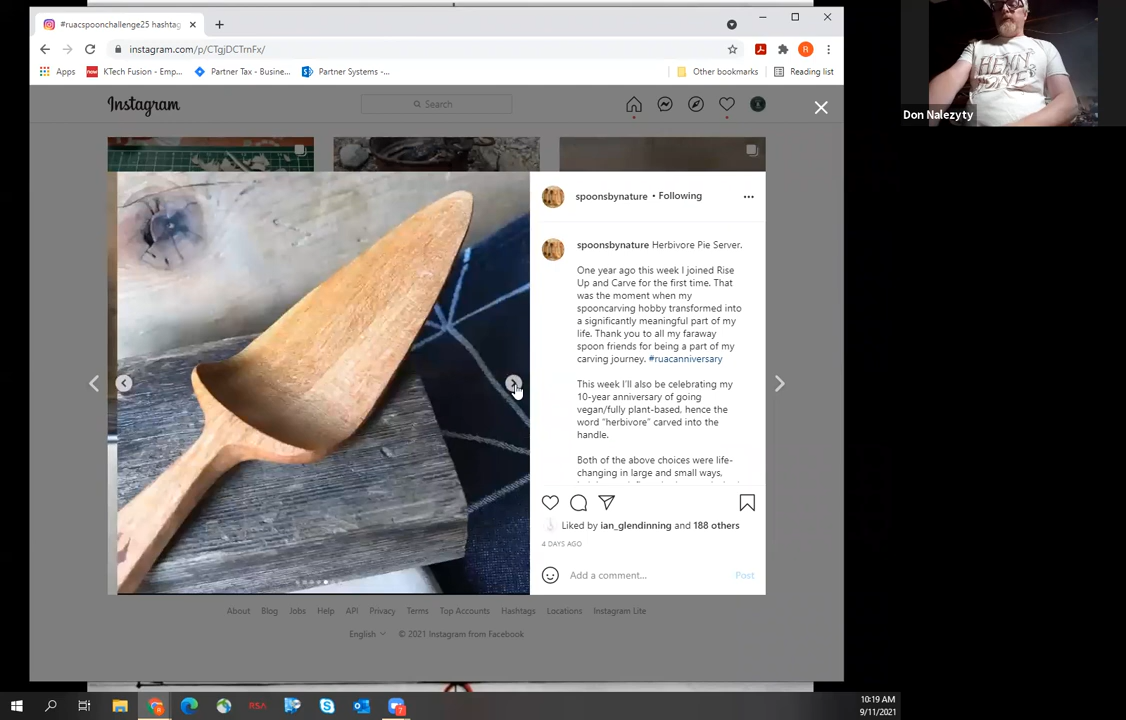 #ruacspoonchallenge25 hashtag
instagram.com/p/CTgjDCTrnFx/
R
Apps
KTech Fusion - Emp...
Partner Tax - Busine...
Partner Systems -...
Other bookmarks
Reading list
Instagram
Search
Don Nalezyty
spoonsbynature • Following
spoonsbynature Herbivore Pie Server.
One year ago this week I joined Rise
Up and Carve for the first time. That
was the moment when my
spooncarving hobby transformed into
a significantly meaningful part of my
life. Thank you to all my faraway
spoon friends for being a part of my
carving journey. #ruacanniversary
This week I'll also be celebrating my
10-year anniversary of going
vegan/fully plant-based, hence the
word "herbivore" carved into the
handle.
Both of the above choices were life-
changing in large and small ways,
Liked by ian_glendinning and 188 others
4 DAYS AGO
Add a comment...
Post
About Blog Jobs Help API Privacy Terms Top Accounts Hashtags Locations Instagram Lite
English © 2021 Instagram from Facebook
RSA
10:19 AM
9/11/2021